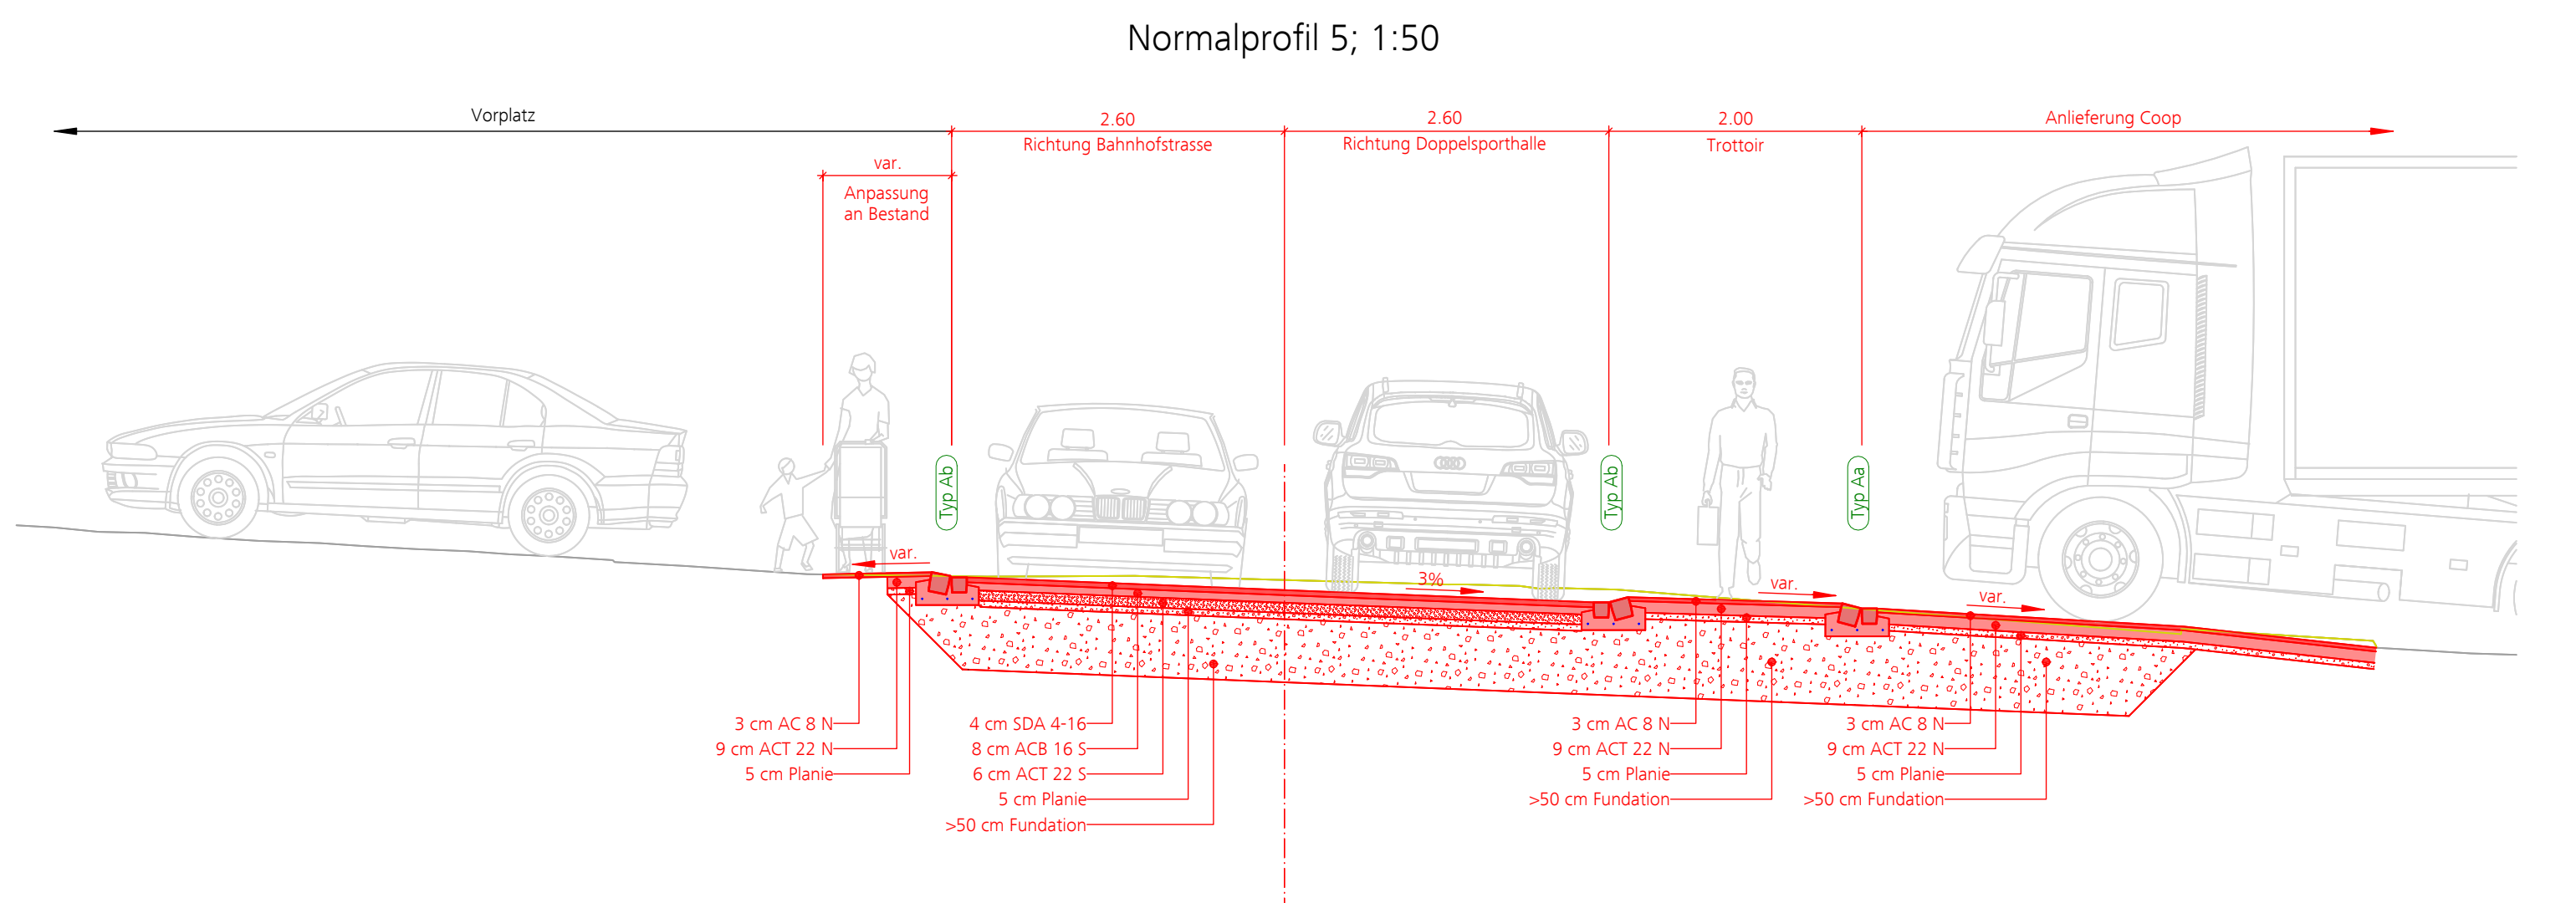 Normalprofil 5; 1:50
Vorplatz
2.60
Richtung Bahnhofstrasse
2.60
Richtung Doppelsporthalle
2.00
Trottoir
Anlieferung Coop
var.
Anpassung
an Bestand
Typ Ab
Typ Ab
Typ Aa
var.
3%
var.
var.
3 cm AC 8 N
9 cm ACT 22 N
5 cm Planie
4 cm SDA 4-16
8 cm ACB 16 S
6 cm ACT 22 S
5 cm Planie
>50 cm Fundation
3 cm AC 8 N
9 cm ACT 22 N
5 cm Planie
>50 cm Fundation
3 cm AC 8 N
9 cm ACT 22 N
5 cm Planie
>50 cm Fundation